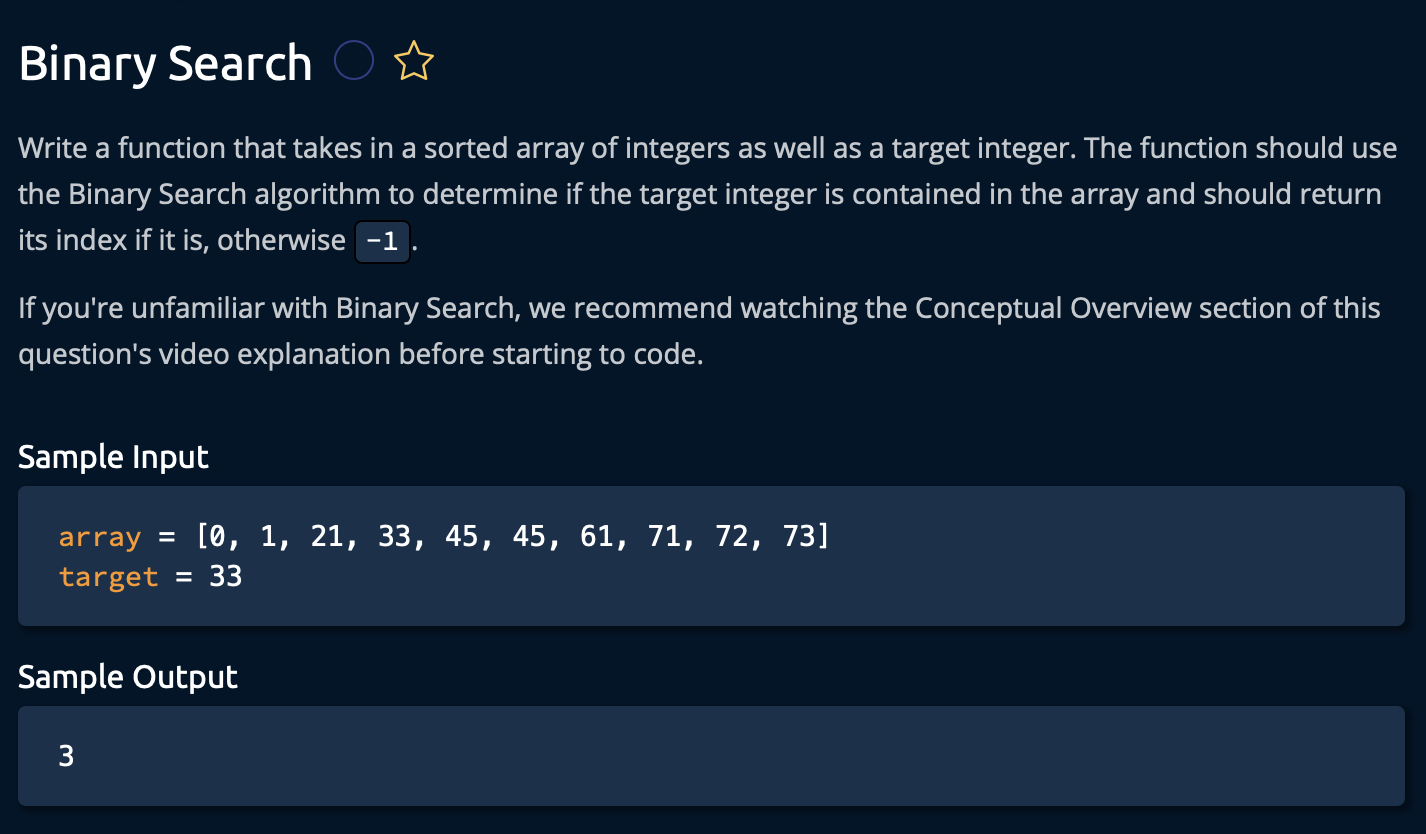 Binary Search
Write a function that takes in a sorted array of integers as well as a target integer. The function should use
the Binary Search algorithm to determine if the target integer is contained in the array and should return
its index if it is, otherwise -1.
If you're unfamiliar with Binary Search, we recommend watching the Conceptual Overview section of this
question's video explanation before starting to code.
Sample Input
array = [0, 1, 21, 33, 45, 45, 61, 71, 72, 73]
target = 33
Sample Output
3